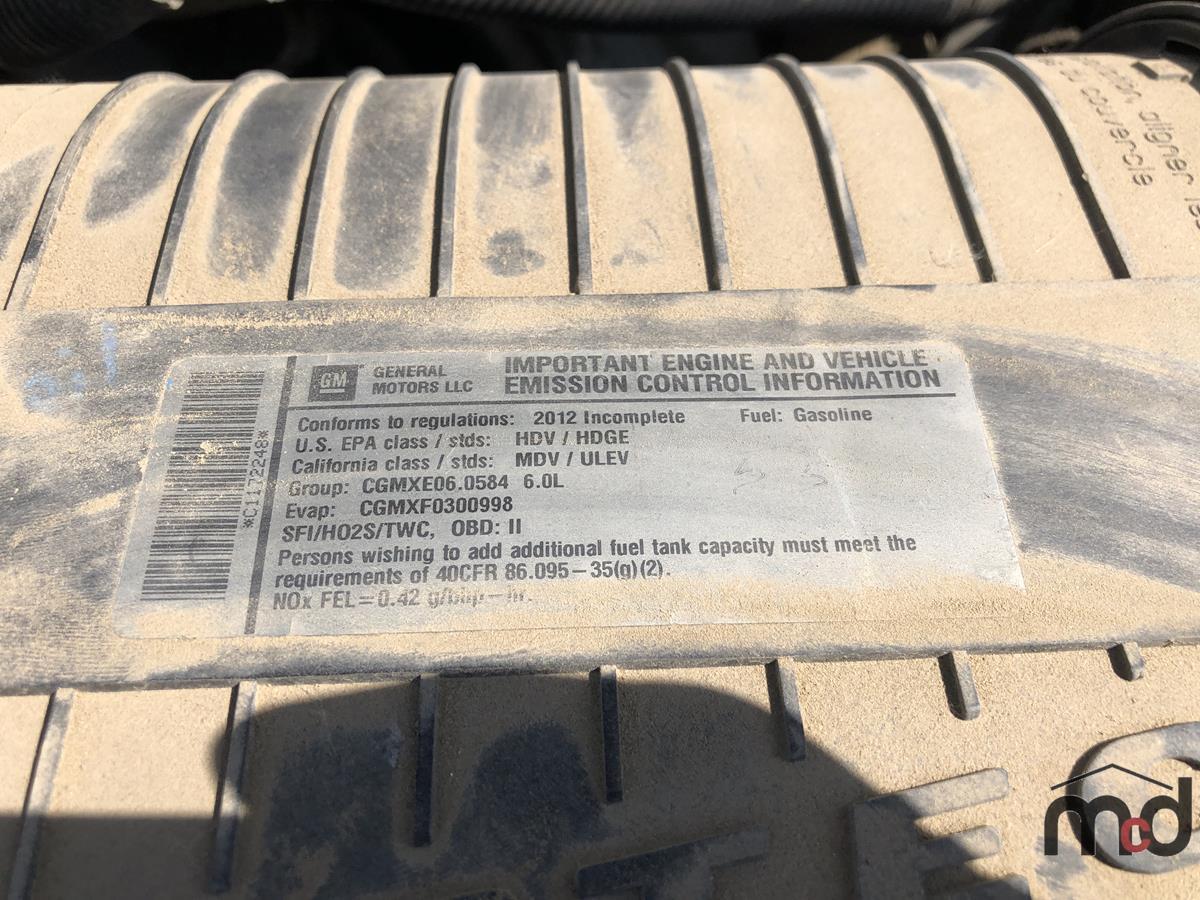 GM GENERAL MOTORS LLC
IMPORTANT ENGINE AND VEHICLE
EMISSION CONTROL INFORMATION
*C1172248*
Conforms to regulations: 2012 Incomplete Fuel: Gasoline
U.S. EPA class / stds: HDV / HDGE
California class / stds: MDV / ULEV
Group: CGMXE06.0584 6.0L
Evap: CGMXF0300998
SFI/HO2S/TWC, OBD: II
Persons wishing to add additional fuel tank capacity must meet the
requirements of 40CFR 86.095-35(g)(2).
NOx FEL=0.42 g/bhp-hr.
mcd